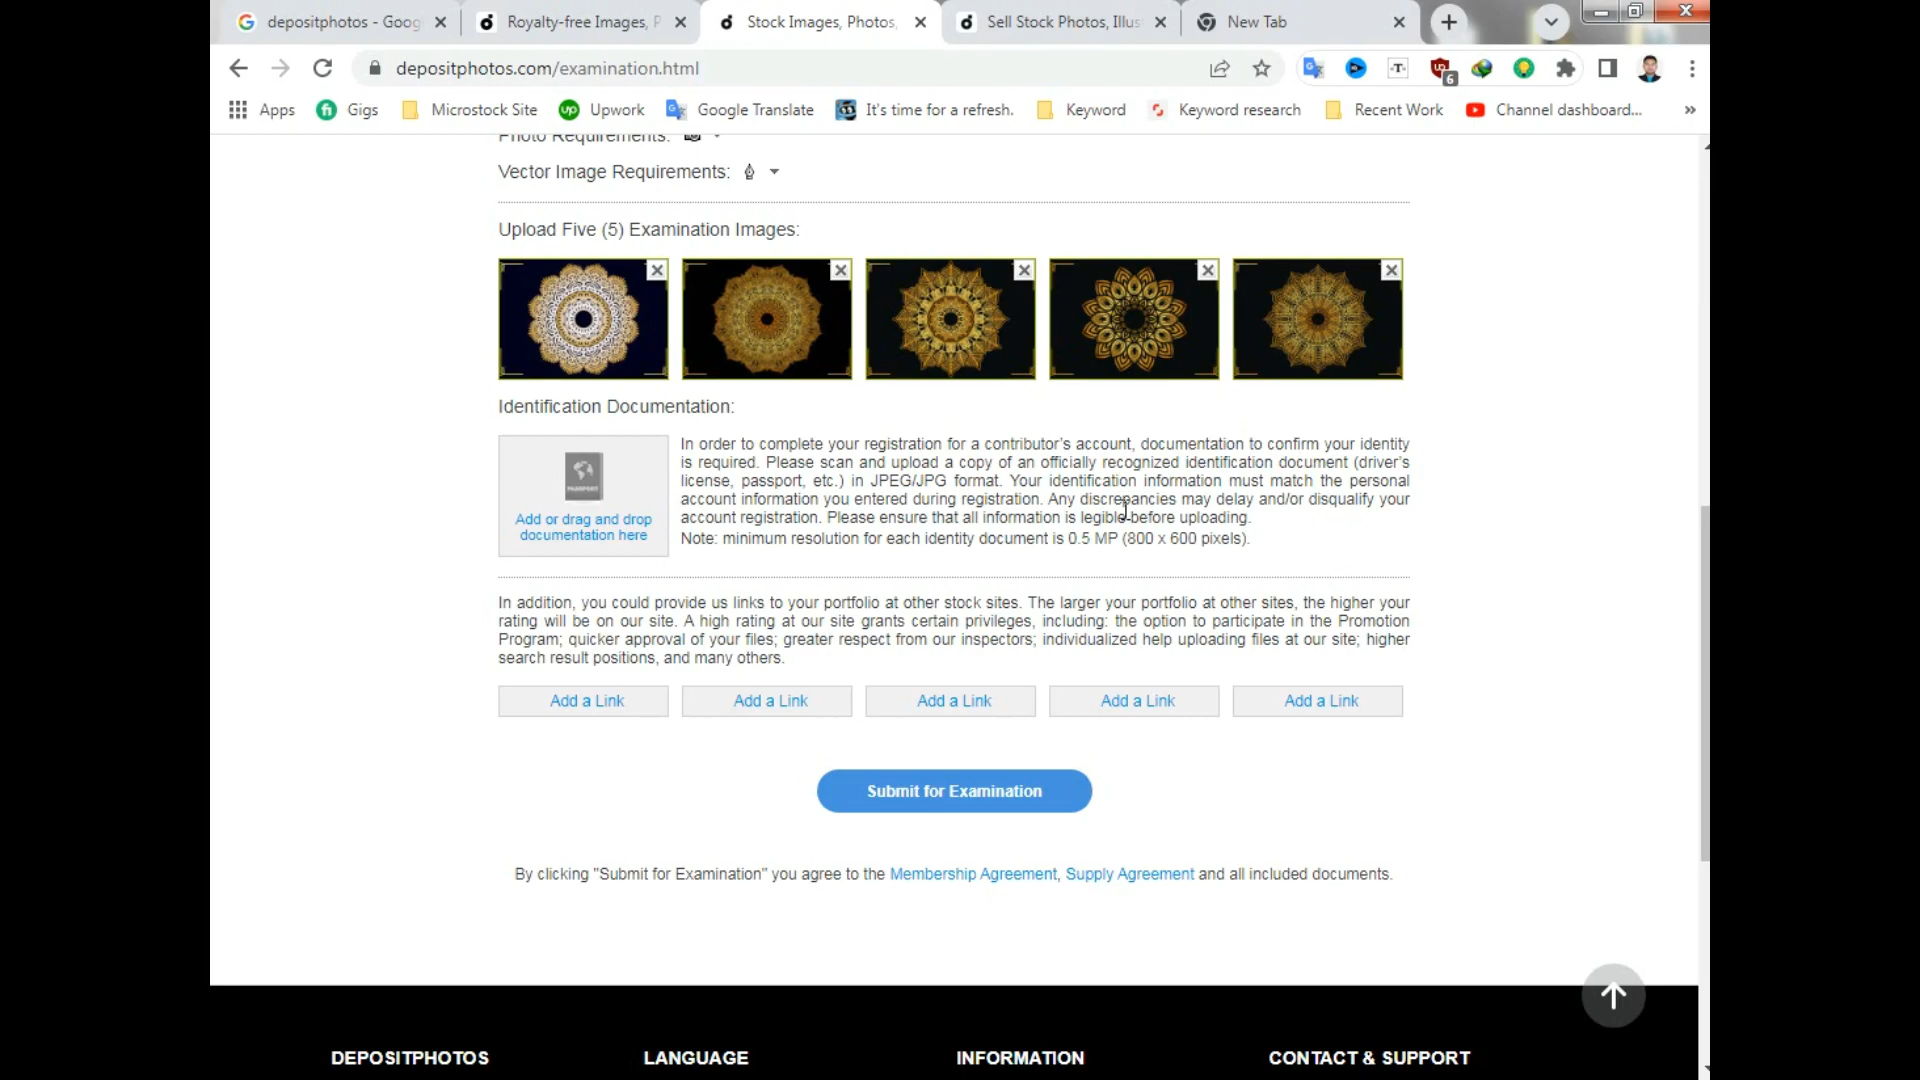 depositphotos - Goog
Royalty-free Images, P
Stock Images, Photos,
Sell Stock Photos, Illus
New Tab
depositphotos.com/examination.html
6
Apps
Gigs
Microstock Site
Upwork
Google Translate
It's time for a refresh.
Keyword
Keyword research
Recent Work
Channel dashboard...
Photo Requirements:
Vector Image Requirements:
Upload Five (5) Examination Images:
Identification Documentation:
PASSPORT
Add or drag and drop
documentation here
In order to complete your registration for a contributor's account, documentation to confirm your identity
is required. Please scan and upload a copy of an officially recognized identification document (driver's
license, passport, etc.) in JPEG/JPG format. Your identification information must match the personal
account information you entered during registration. Any discrepancies may delay and/or disqualify your
account registration. Please ensure that all information is legible before uploading.
Note: minimum resolution for each identity document is 0.5 MP (800 x 600 pixels).
In addition, you could provide us links to your portfolio at other stock sites. The larger your portfolio at other sites, the higher your
rating will be on our site. A high rating at our site grants certain privileges, including: the option to participate in the Promotion
Program; quicker approval of your files; greater respect from our inspectors; individualized help uploading files at our site; higher
search result positions, and many others.
Add a Link
Add a Link
Add a Link
Add a Link
Add a Link
Submit for Examination
By clicking "Submit for Examination" you agree to the Membership Agreement, Supply Agreement and all included documents.
DEPOSITPHOTOS
LANGUAGE
INFORMATION
CONTACT & SUPPORT